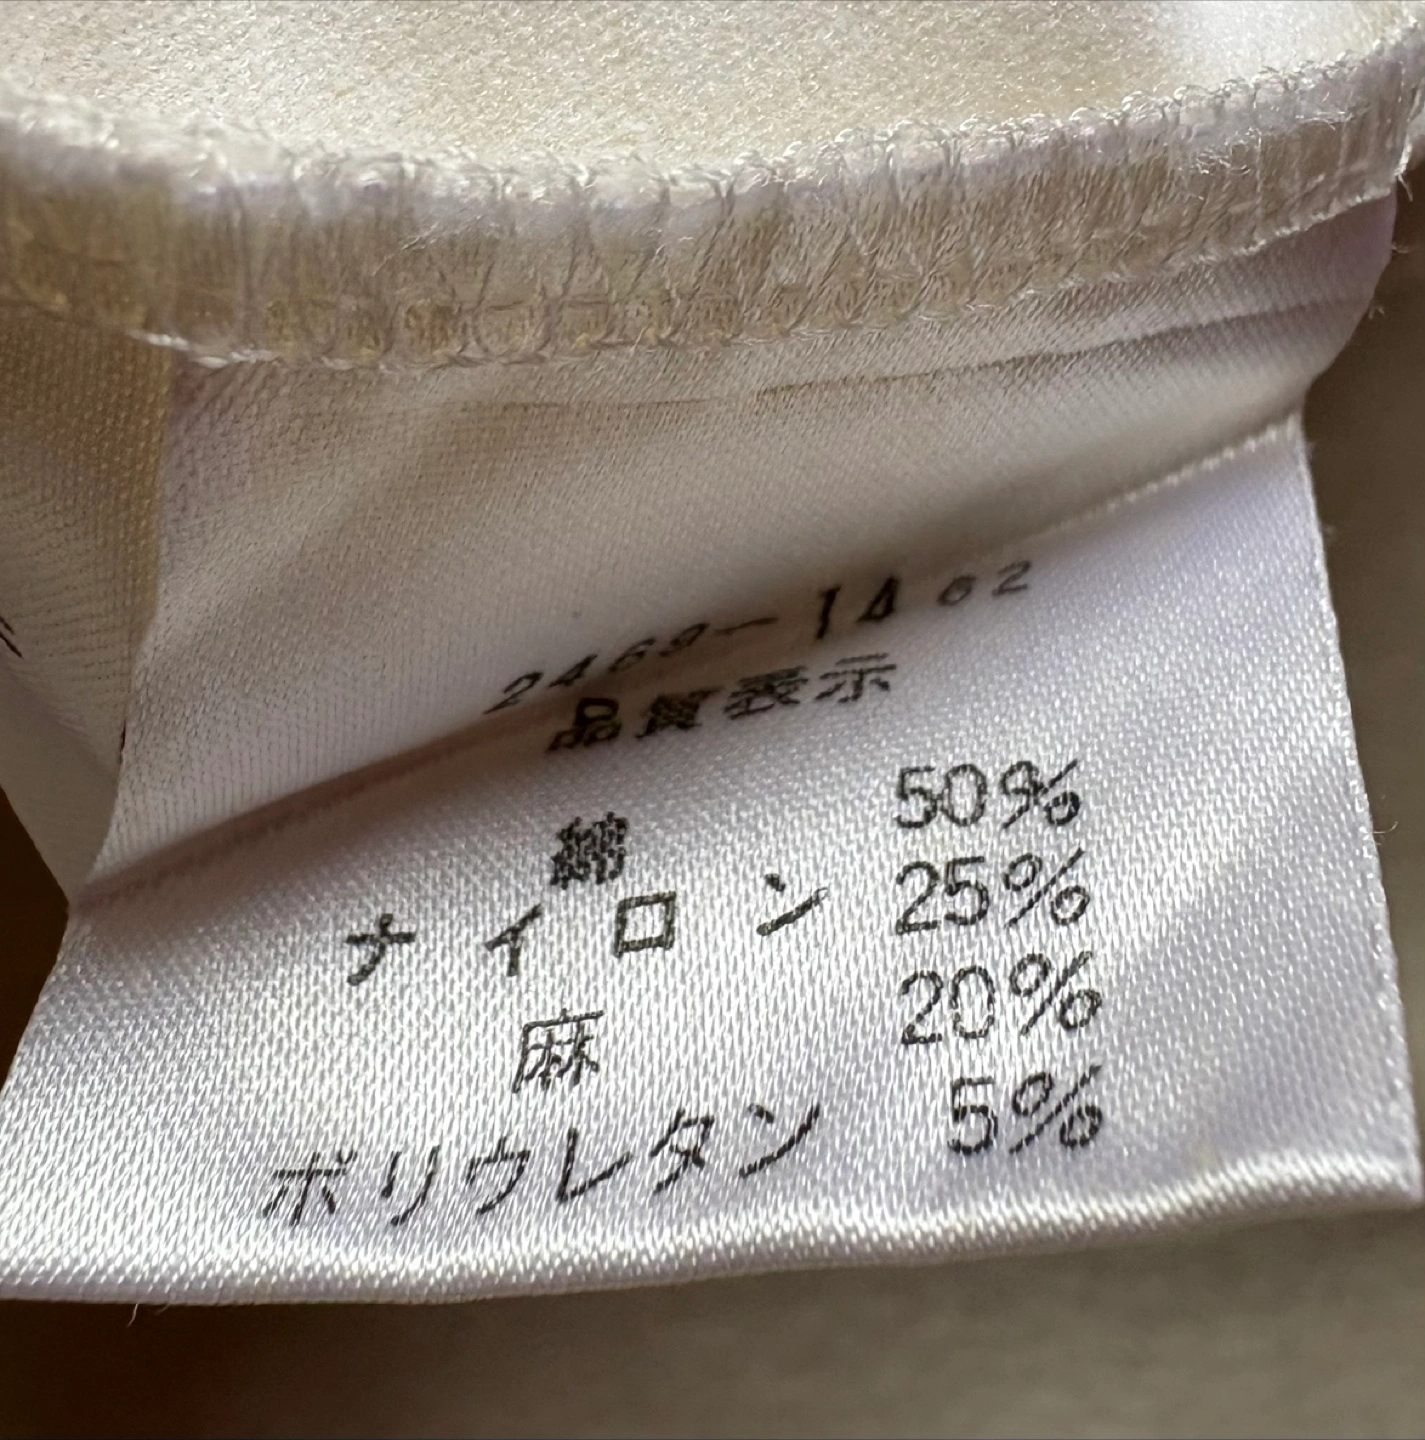 2469-1462
品質表示
綿 50%
ナイロン 25%
麻 20%
ポリウレタン 5%